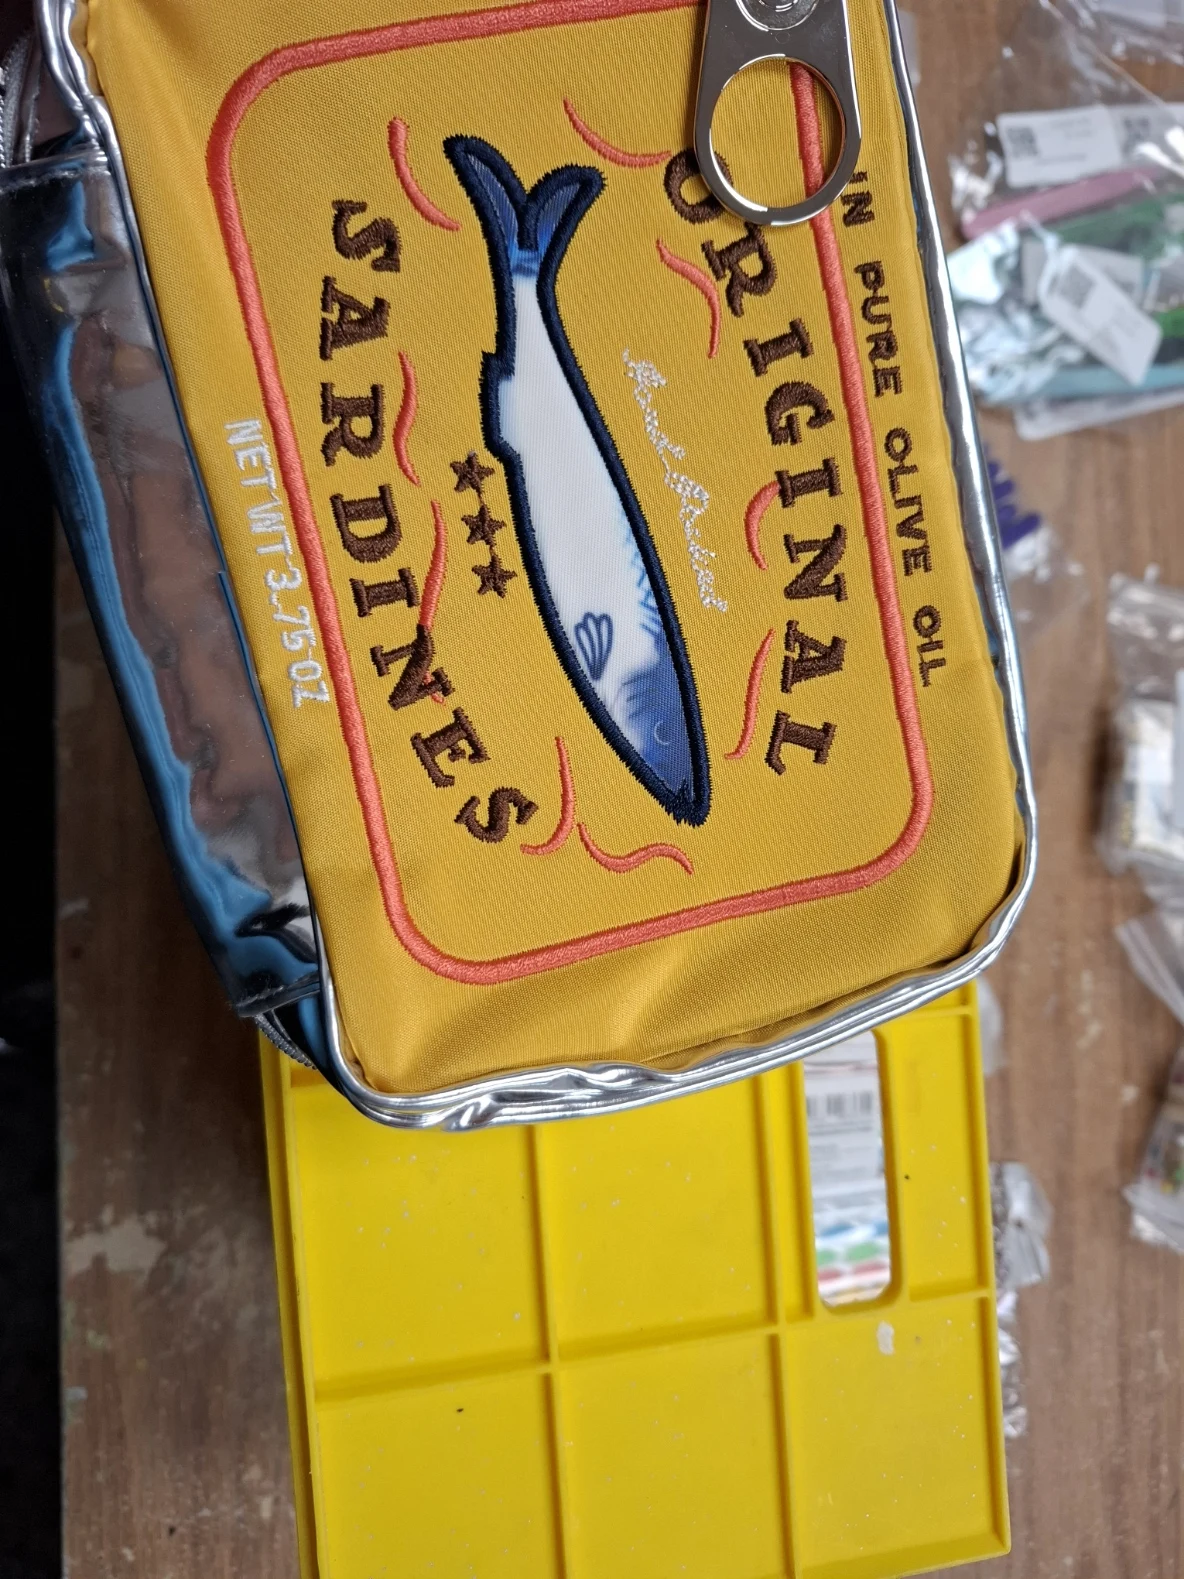 IN PURE OLIVE OIL
ORIGINAL
SARDINES
NET WT 3.75 OZ